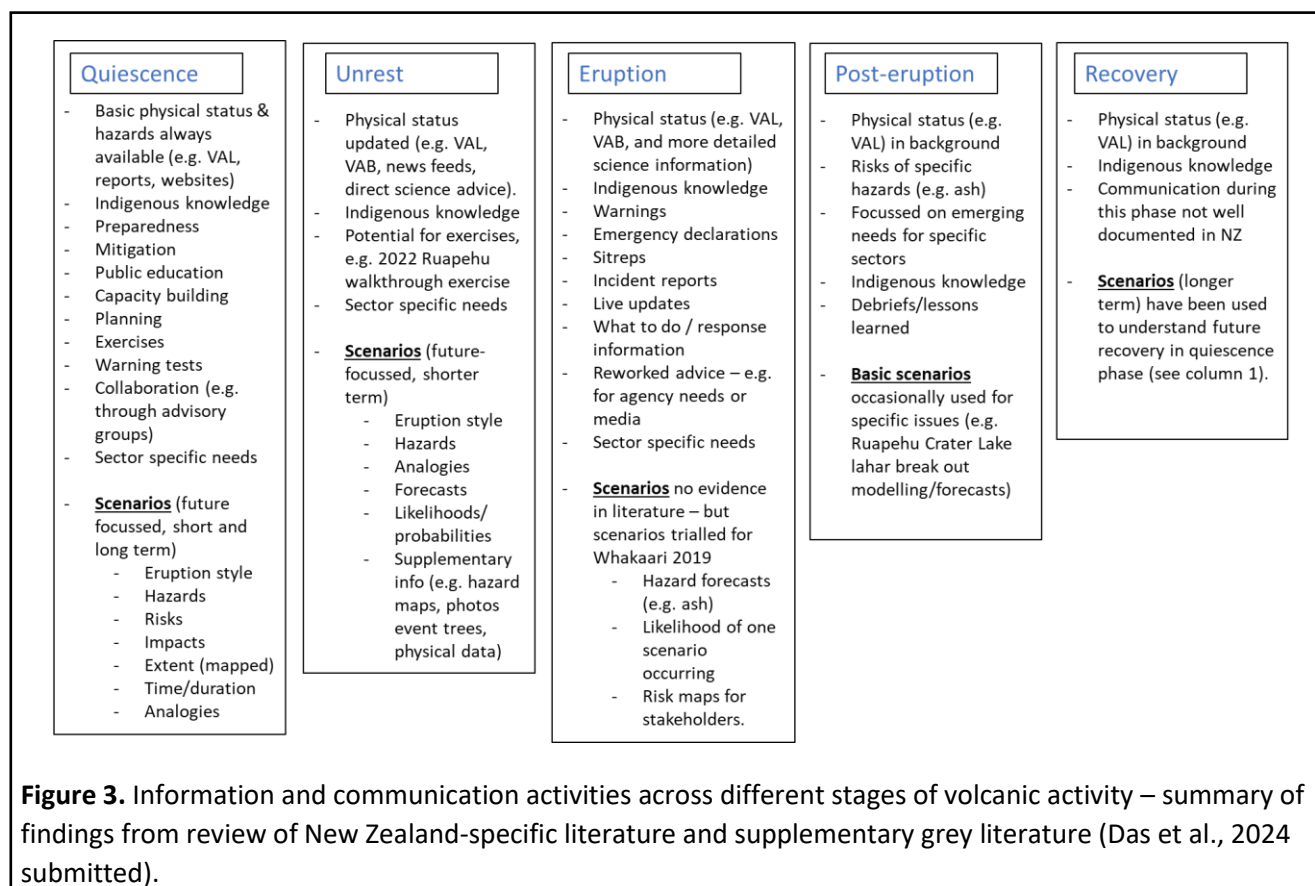 Quiescence
- Basic physical status &
hazards always
available (e.g. VAL,
reports, websites)
- Indigenous knowledge
- Preparedness
- Mitigation
- Public education
- Capacity building
- Planning
- Exercises
- Warning tests
- Collaboration (e.g.
through advisory
groups)
- Sector specific needs
- Scenarios (future
focussed, short and
long term)
- Eruption style
- Hazards
- Risks
- Impacts
- Extent (mapped)
- Time/duration
- Analogies
Unrest
- Physical status
updated (e.g. VAL,
VAB, news feeds,
direct science advice).
- Indigenous knowledge
- Potential for exercises,
e.g. 2022 Ruapehu
walkthrough exercise
- Sector specific needs
- Scenarios (future-
focussed, shorter
term)
- Eruption style
- Hazards
- Analogies
- Forecasts
- Likelihoods/
probabilities
- Supplementary
info (e.g. hazard
maps, photos
event trees,
physical data)
Eruption
- Physical status (e.g. VAL,
VAB, and more detailed
science information)
- Indigenous knowledge
- Warnings
- Emergency declarations
- Sitreps
- Incident reports
- Live updates
- What to do / response
information
- Reworked advice – e.g.
for agency needs or
media
- Sector specific needs
- Scenarios no evidence
in literature – but
scenarios trialled for
Whakaari 2019
- Hazard forecasts
(e.g. ash)
- Likelihood of one
scenario
occurring
- Risk maps for
stakeholders.
Post-eruption
- Physical status (e.g.
VAL) in background
- Risks of specific
hazards (e.g. ash)
- Focussed on emerging
needs for specific
sectors
- Indigenous knowledge
- Debriefs/lessons
learned
- Basic scenarios
occasionally used for
specific issues (e.g.
Ruapehu Crater Lake
lahar break out
modelling/forecasts)
Recovery
- Physical status (e.g.
VAL) in background
- Indigenous knowledge
- Communication during
this phase not well
documented in NZ
- Scenarios (longer
term) have been used
to understand future
recovery in quiescence
phase (see column 1).
Figure 3. Information and communication activities across different stages of volcanic activity – summary of
findings from review of New Zealand-specific literature and supplementary grey literature (Das et al., 2024
submitted).